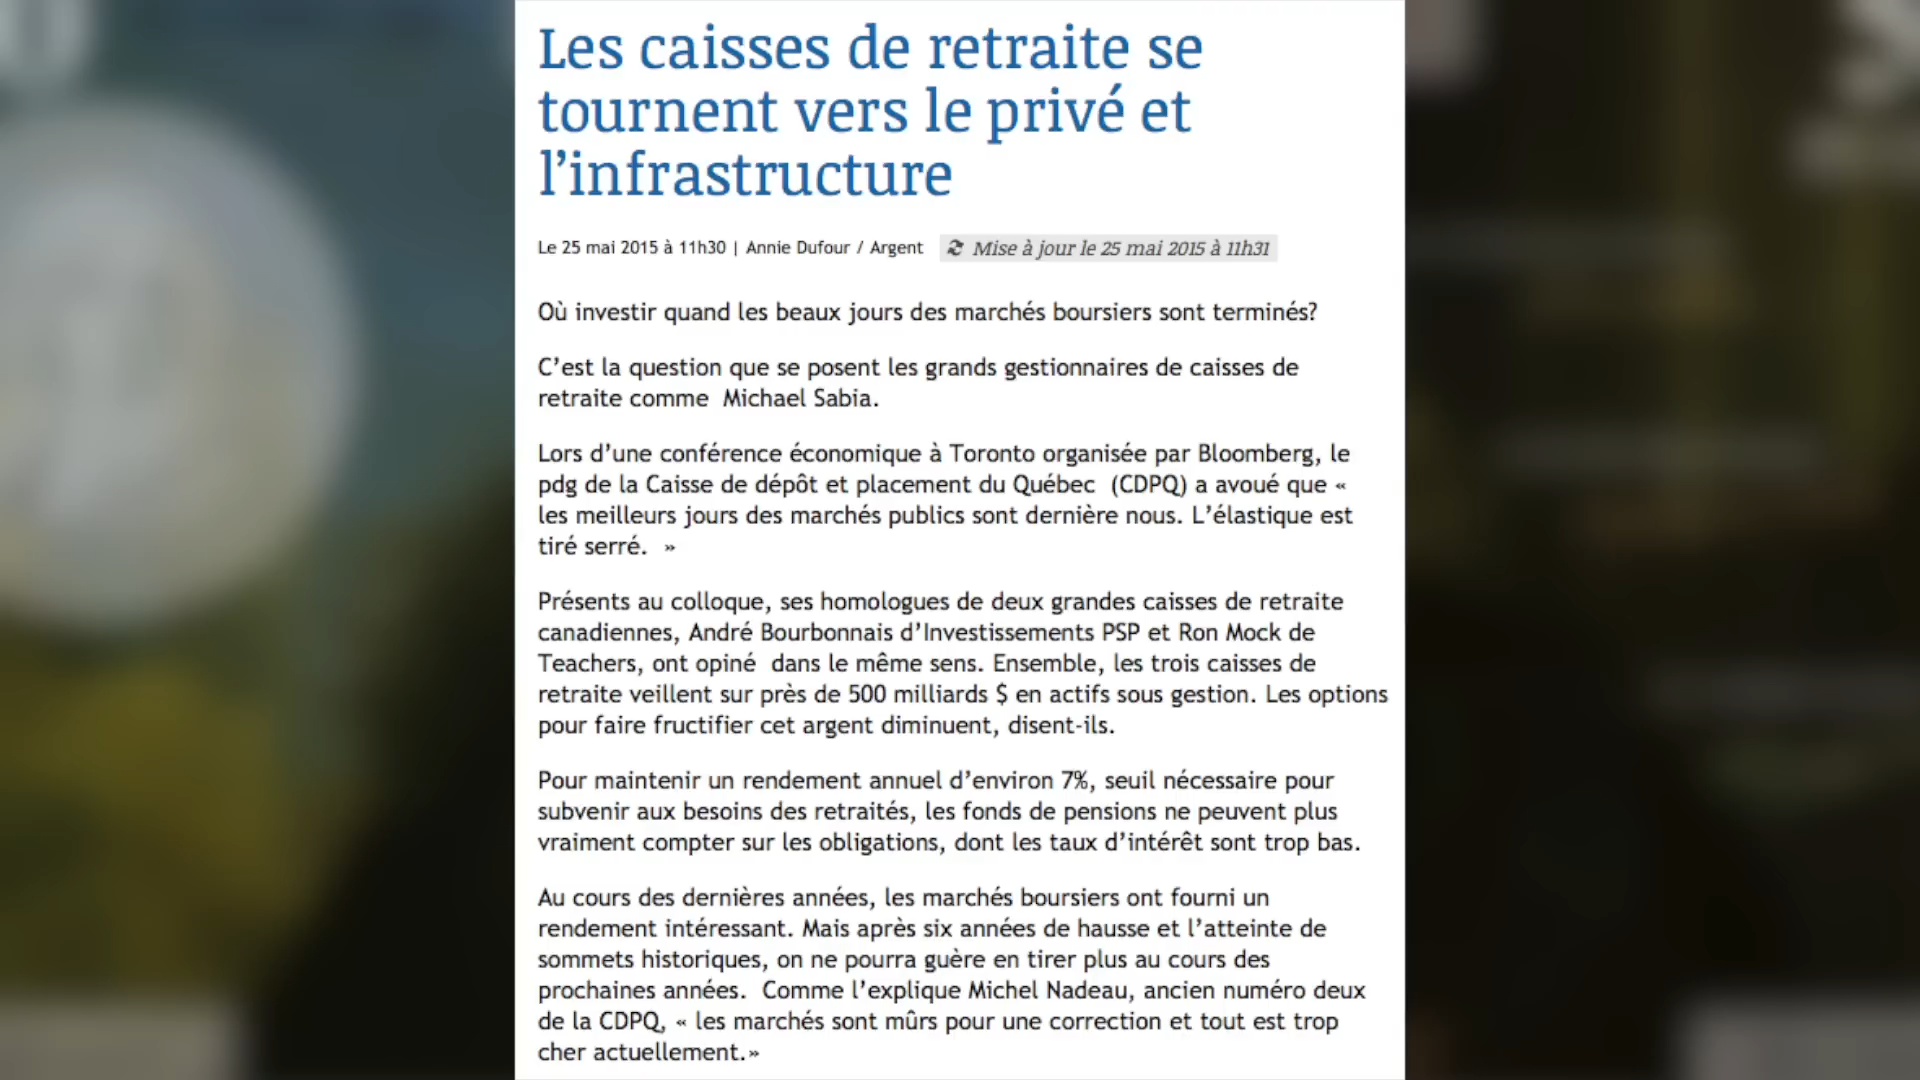 Les caisses de retraite se
tournent vers le privé et
l’infrastructure
Le 25 mai 2015 à 11h30 | Annie Dufour / Argent Mise à jour le 25 mai 2015 à 11h31
Où investir quand les beaux jours des marchés boursiers sont terminés?
C’est la question que se posent les grands gestionnaires de caisses de
retraite comme  Michael Sabia.
Lors d’une conférence économique à Toronto organisée par Bloomberg, le
pdg de la Caisse de dépôt et placement du Québec  (CDPQ) a avoué que «
les meilleurs jours des marchés publics sont dernière nous. L’élastique est
tiré serré.  »
Présents au colloque, ses homologues de deux grandes caisses de retraite
canadiennes, André Bourbonnais d’Investissements PSP et Ron Mock de
Teachers, ont opiné  dans le même sens. Ensemble, les trois caisses de
retraite veillent sur près de 500 milliards $ en actifs sous gestion. Les options
pour faire fructifier cet argent diminuent, disent-ils.
Pour maintenir un rendement annuel d’environ 7%, seuil nécessaire pour
subvenir aux besoins des retraités, les fonds de pensions ne peuvent plus
vraiment compter sur les obligations, dont les taux d’intérêt sont trop bas.
Au cours des dernières années, les marchés boursiers ont fourni un
rendement intéressant. Mais après six années de hausse et l’atteinte de
sommets historiques, on ne pourra guère en tirer plus au cours des
prochaines années.  Comme l’explique Michel Nadeau, ancien numéro deux
de la CDPQ, « les marchés sont mûrs pour une correction et tout est trop
cher actuellement.»